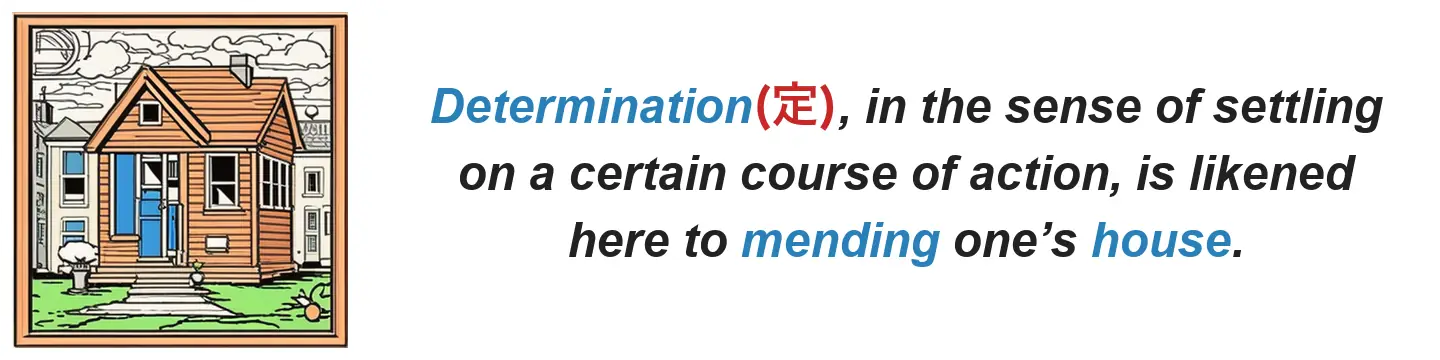 Determination(定), in the sense of settling
on a certain course of action, is likened
here to mending one’s house.